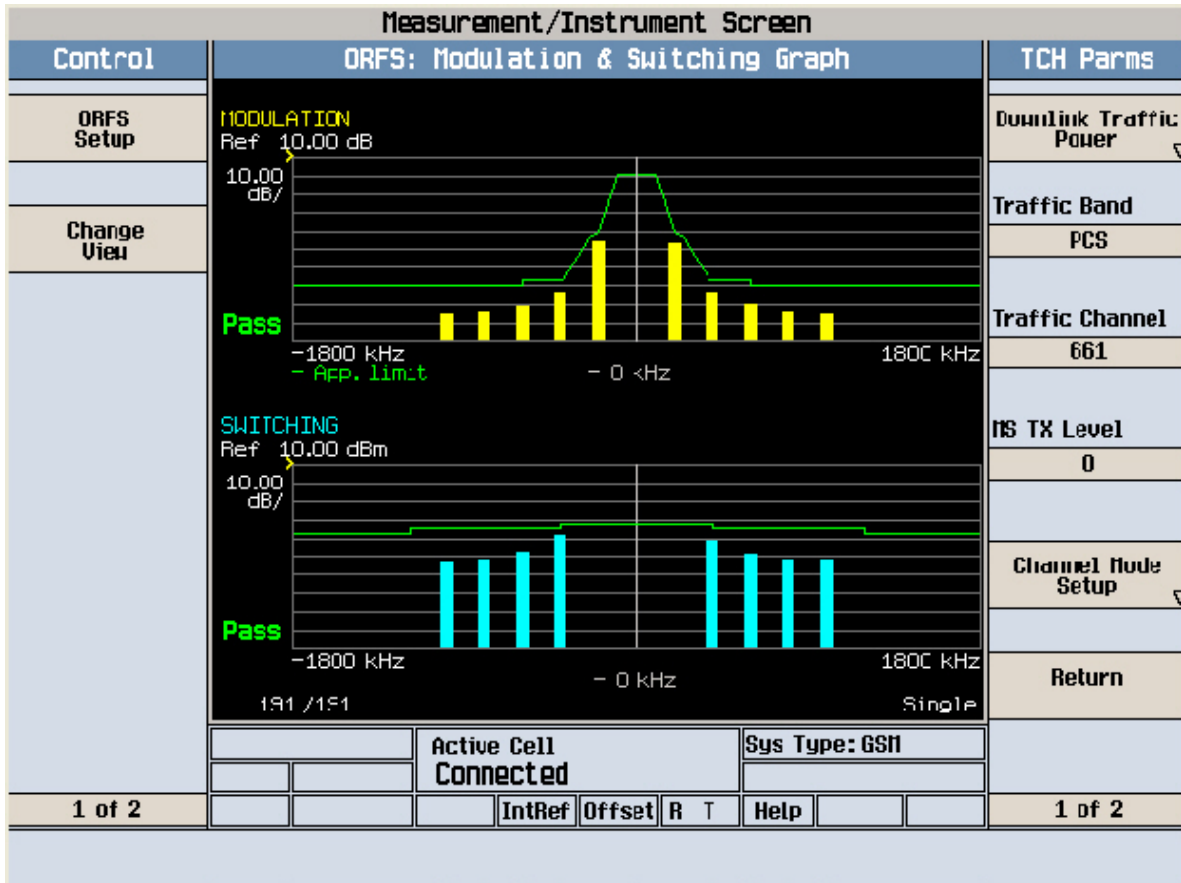 Measurement/Instrument Screen
Control
ORFS: Modulation & Switching Graph
TCH Parms
ORFS
Setup
Change
View
1 of 2
MODULATION
Ref 10.00 dB
10.00
dB/
Pass
-1800 kHz
1800 kHz
- App. limit
- 0 kHz
SWITCHING
Ref 10.00 dBm
10.00
dB/
Pass
-1800 kHz
1800 kHz
- 0 kHz
191/191
Single
Active Cell
Connected
Sys Type: GSM
IntRef
Offset
R T
Help
Downlink Traffic
Power
Traffic Band
PCS
Traffic Channel
661
MS TX Level
0
Channel Mode
Setup
Return
1 of 2